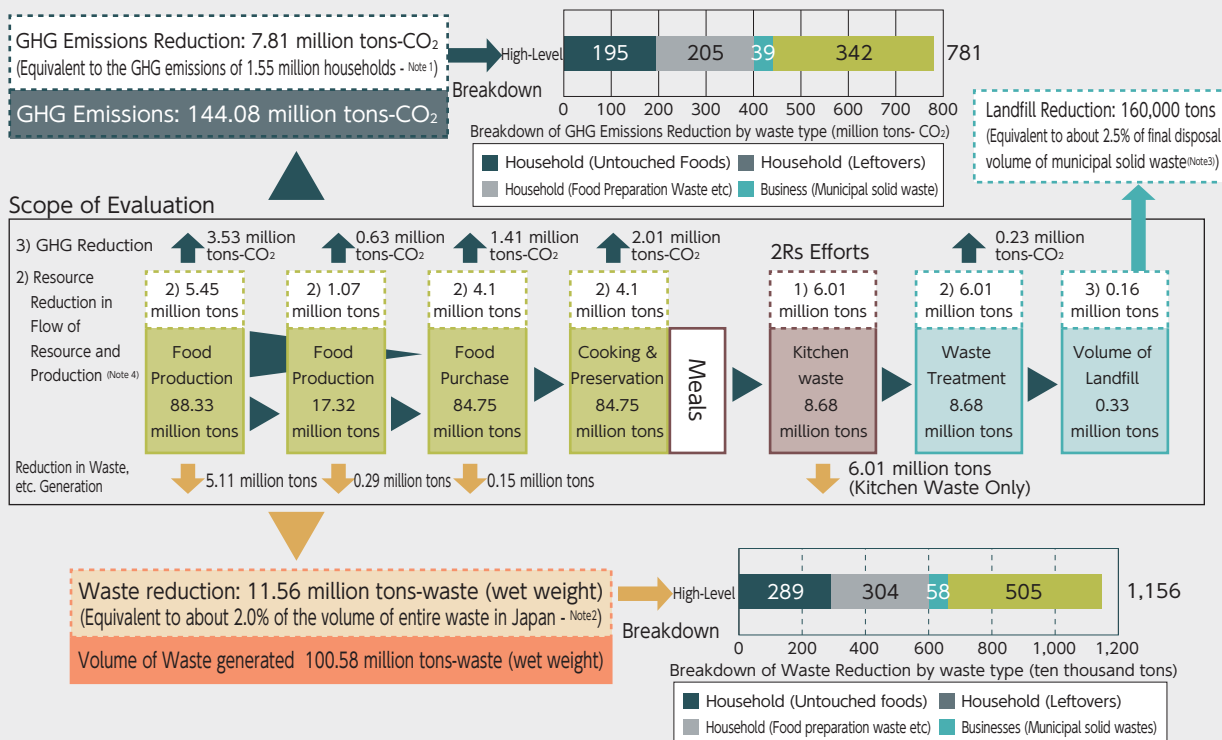 GHG Emissions Reduction: 7.81 million tons-CO₂
(Equivalent to the GHG emissions of 1.55 million households - Note 1)
GHG Emissions: 144.08 million tons-CO₂
High-Level
195
205
39
342
781
Breakdown
0
100
200
300
400
500
600
700
800
Breakdown of GHG Emissions Reduction by waste type (million tons- CO₂)
Household (Untouched Foods)
Household (Leftovers)
Household (Food Preparation Waste etc)
Business (Municipal solid waste)
Landfill Reduction: 160,000 tons
(Equivalent to about 2.5% of final disposal
volume of municipal solid waste(Note3))
Scope of Evaluation
3) GHG Reduction
3.53 million
tons-CO₂
0.63 million
tons-CO₂
1.41 million
tons-CO₂
2.01 million
tons-CO₂
2Rs Efforts
0.23 million
tons-CO₂
2) Resource
Reduction in
Flow of
Resource and
Production (Note 4)
2) 5.45
million tons
Food
Production
88.33
million tons
2) 1.07
million tons
Food
Production
17.32
million tons
2) 4.1
million tons
Food
Purchase
84.75
million tons
2) 4.1
million tons
Cooking &
Preservation
84.75
million tons
Meals
1) 6.01
million tons
Kitchen
waste
8.68
million tons
2) 6.01
million tons
Waste
Treatment
8.68
million tons
3) 0.16
million tons
Volume of
Landfill
0.33
million tons
Reduction in Waste,
etc. Generation
5.11 million tons
0.29 million tons
0.15 million tons
6.01 million tons
(Kitchen Waste Only)
Waste reduction: 11.56 million tons-waste (wet weight)
(Equivalent to about 2.0% of the volume of entire waste in Japan - Note2)
Volume of Waste generated 100.58 million tons-waste (wet weight)
High-Level
289
304
58
505
1,156
Breakdown
0
200
400
600
800
1,000
1,200
Breakdown of Waste Reduction by waste type (ten thousand tons)
Household (Untouched foods)
Household (Leftovers)
Household (Food preparation waste etc)
Businesses (Municipal solid wastes)